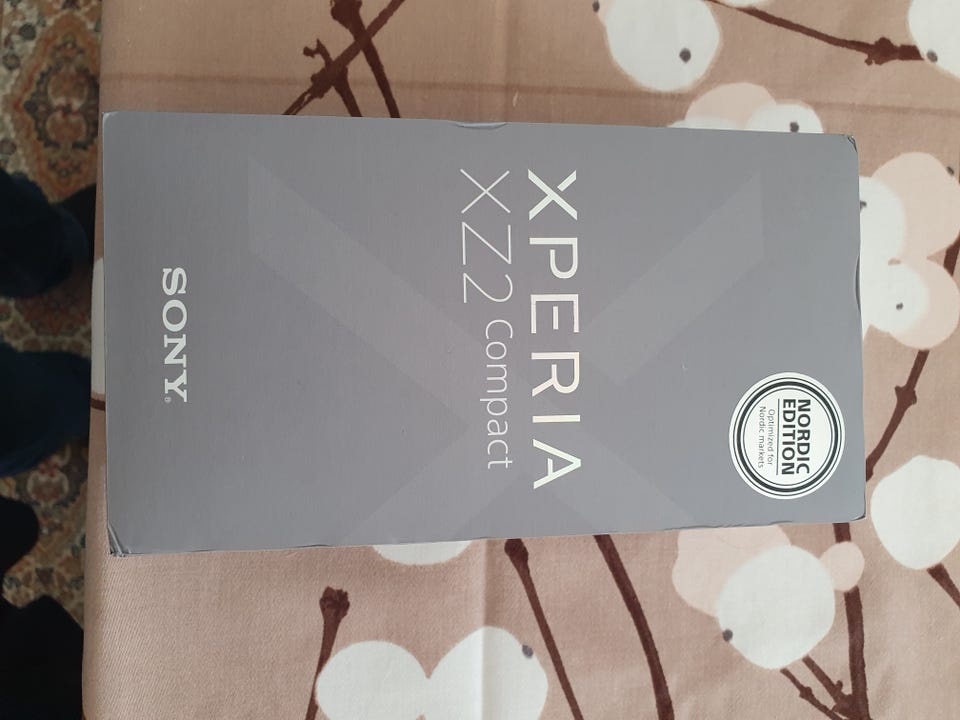 NORDIC
EDITION
Optimized for
Nordic markets
XPERIA
XZ2 Compact
SONY®